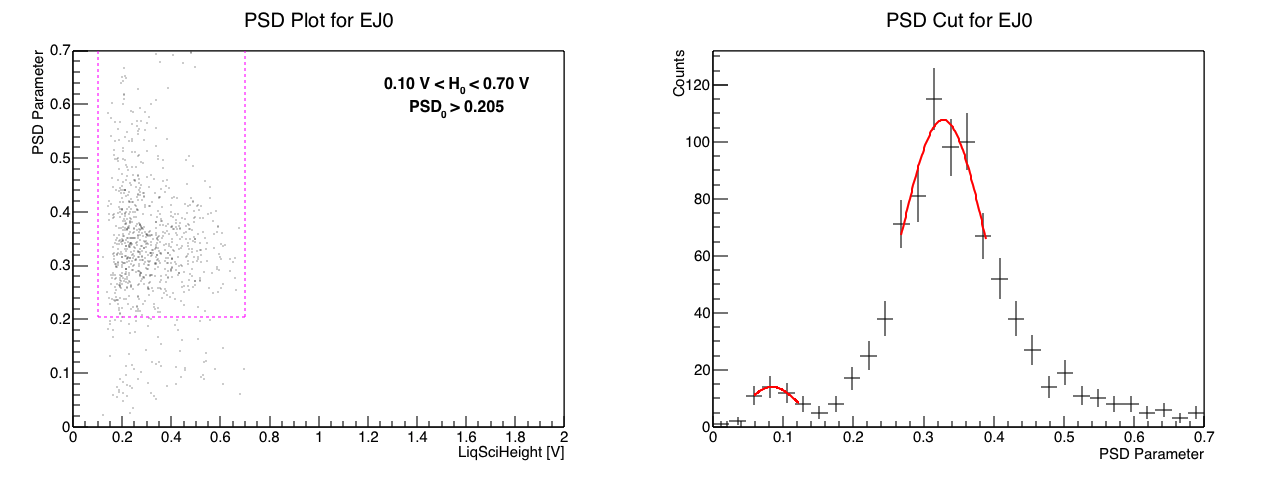 PSD Plot for EJ0
PSD Parameter
0.7
0.6
0.5
0.4
0.3
0.2
0.1
0
0.10 V < H₀ < 0.70 V
PSD₀ > 0.205
0 0.2 0.4 0.6 0.8 1 1.2 1.4 1.6 1.8 2
LiqSciHeight [V]
PSD Cut for EJ0
Counts
120
100
80
60
40
20
0
0 0.1 0.2 0.3 0.4 0.5 0.6 0.7
PSD Parameter